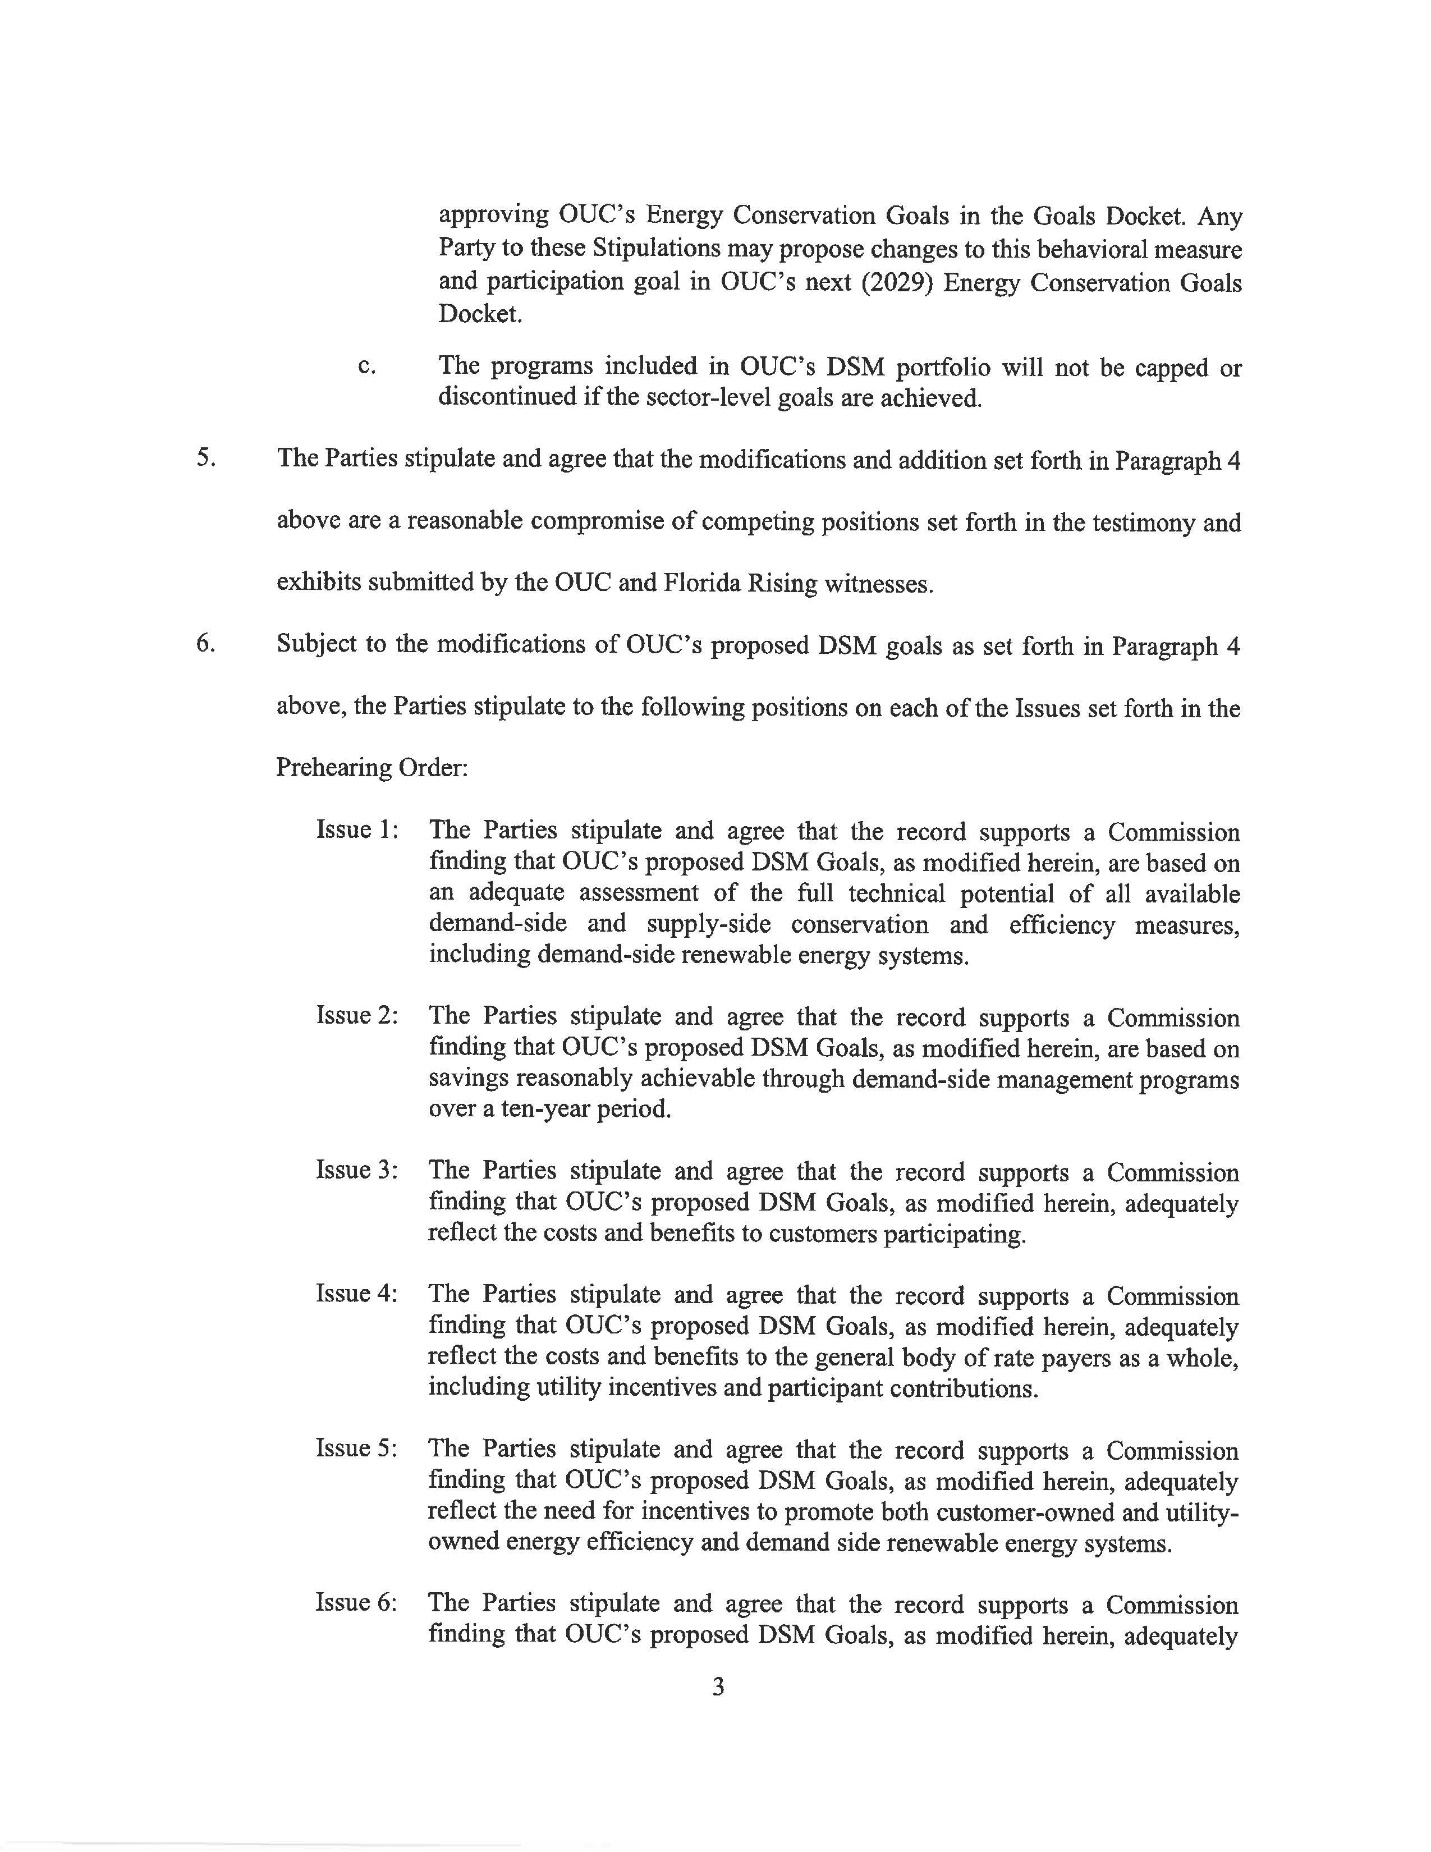 approving OUC's Energy Conservation Goals in the Goals Docket. Any
Party to these Stipulations may propose changes to this behavioral measure
and participation goal in OUC's next (2029) Energy Conservation Goals
Docket.
c. The programs included in OUC's DSM portfolio will not be capped or
discontinued if the sector-level goals are achieved.
5. The Parties stipulate and agree that the modifications and addition set forth in Paragraph 4
above are a reasonable compromise of competing positions set forth in the testimony and
exhibits submitted by the OUC and Florida Rising witnesses.
6. Subject to the modifications of OUC's proposed DSM goals as set forth in Paragraph 4
above, the Parties stipulate to the following positions on each of the Issues set forth in the
Prehearing Order:
Issue 1: The Parties stipulate and agree that the record supports a Commission
finding that OUC's proposed DSM Goals, as modified herein, are based on
an adequate assessment of the full technical potential of all available
demand-side and supply-side conservation and efficiency measures,
including demand-side renewable energy systems.
Issue 2: The Parties stipulate and agree that the record supports a Commission
finding that OUC's proposed DSM Goals, as modified herein, are based on
savings reasonably achievable through demand-side management programs
over a ten-year period.
Issue 3: The Parties stipulate and agree that the record supports a Commission
finding that OUC's proposed DSM Goals, as modified herein, adequately
reflect the costs and benefits to customers participating.
Issue 4: The Parties stipulate and agree that the record supports a Commission
finding that OUC's proposed DSM Goals, as modified herein, adequately
reflect the costs and benefits to the general body of rate payers as a whole,
including utility incentives and participant contributions.
Issue 5: The Parties stipulate and agree that the record supports a Commission
finding that OUC's proposed DSM Goals, as modified herein, adequately
reflect the need for incentives to promote both customer-owned and utility-
owned energy efficiency and demand side renewable energy systems.
Issue 6: The Parties stipulate and agree that the record supports a Commission
finding that OUC's proposed DSM Goals, as modified herein, adequately
3